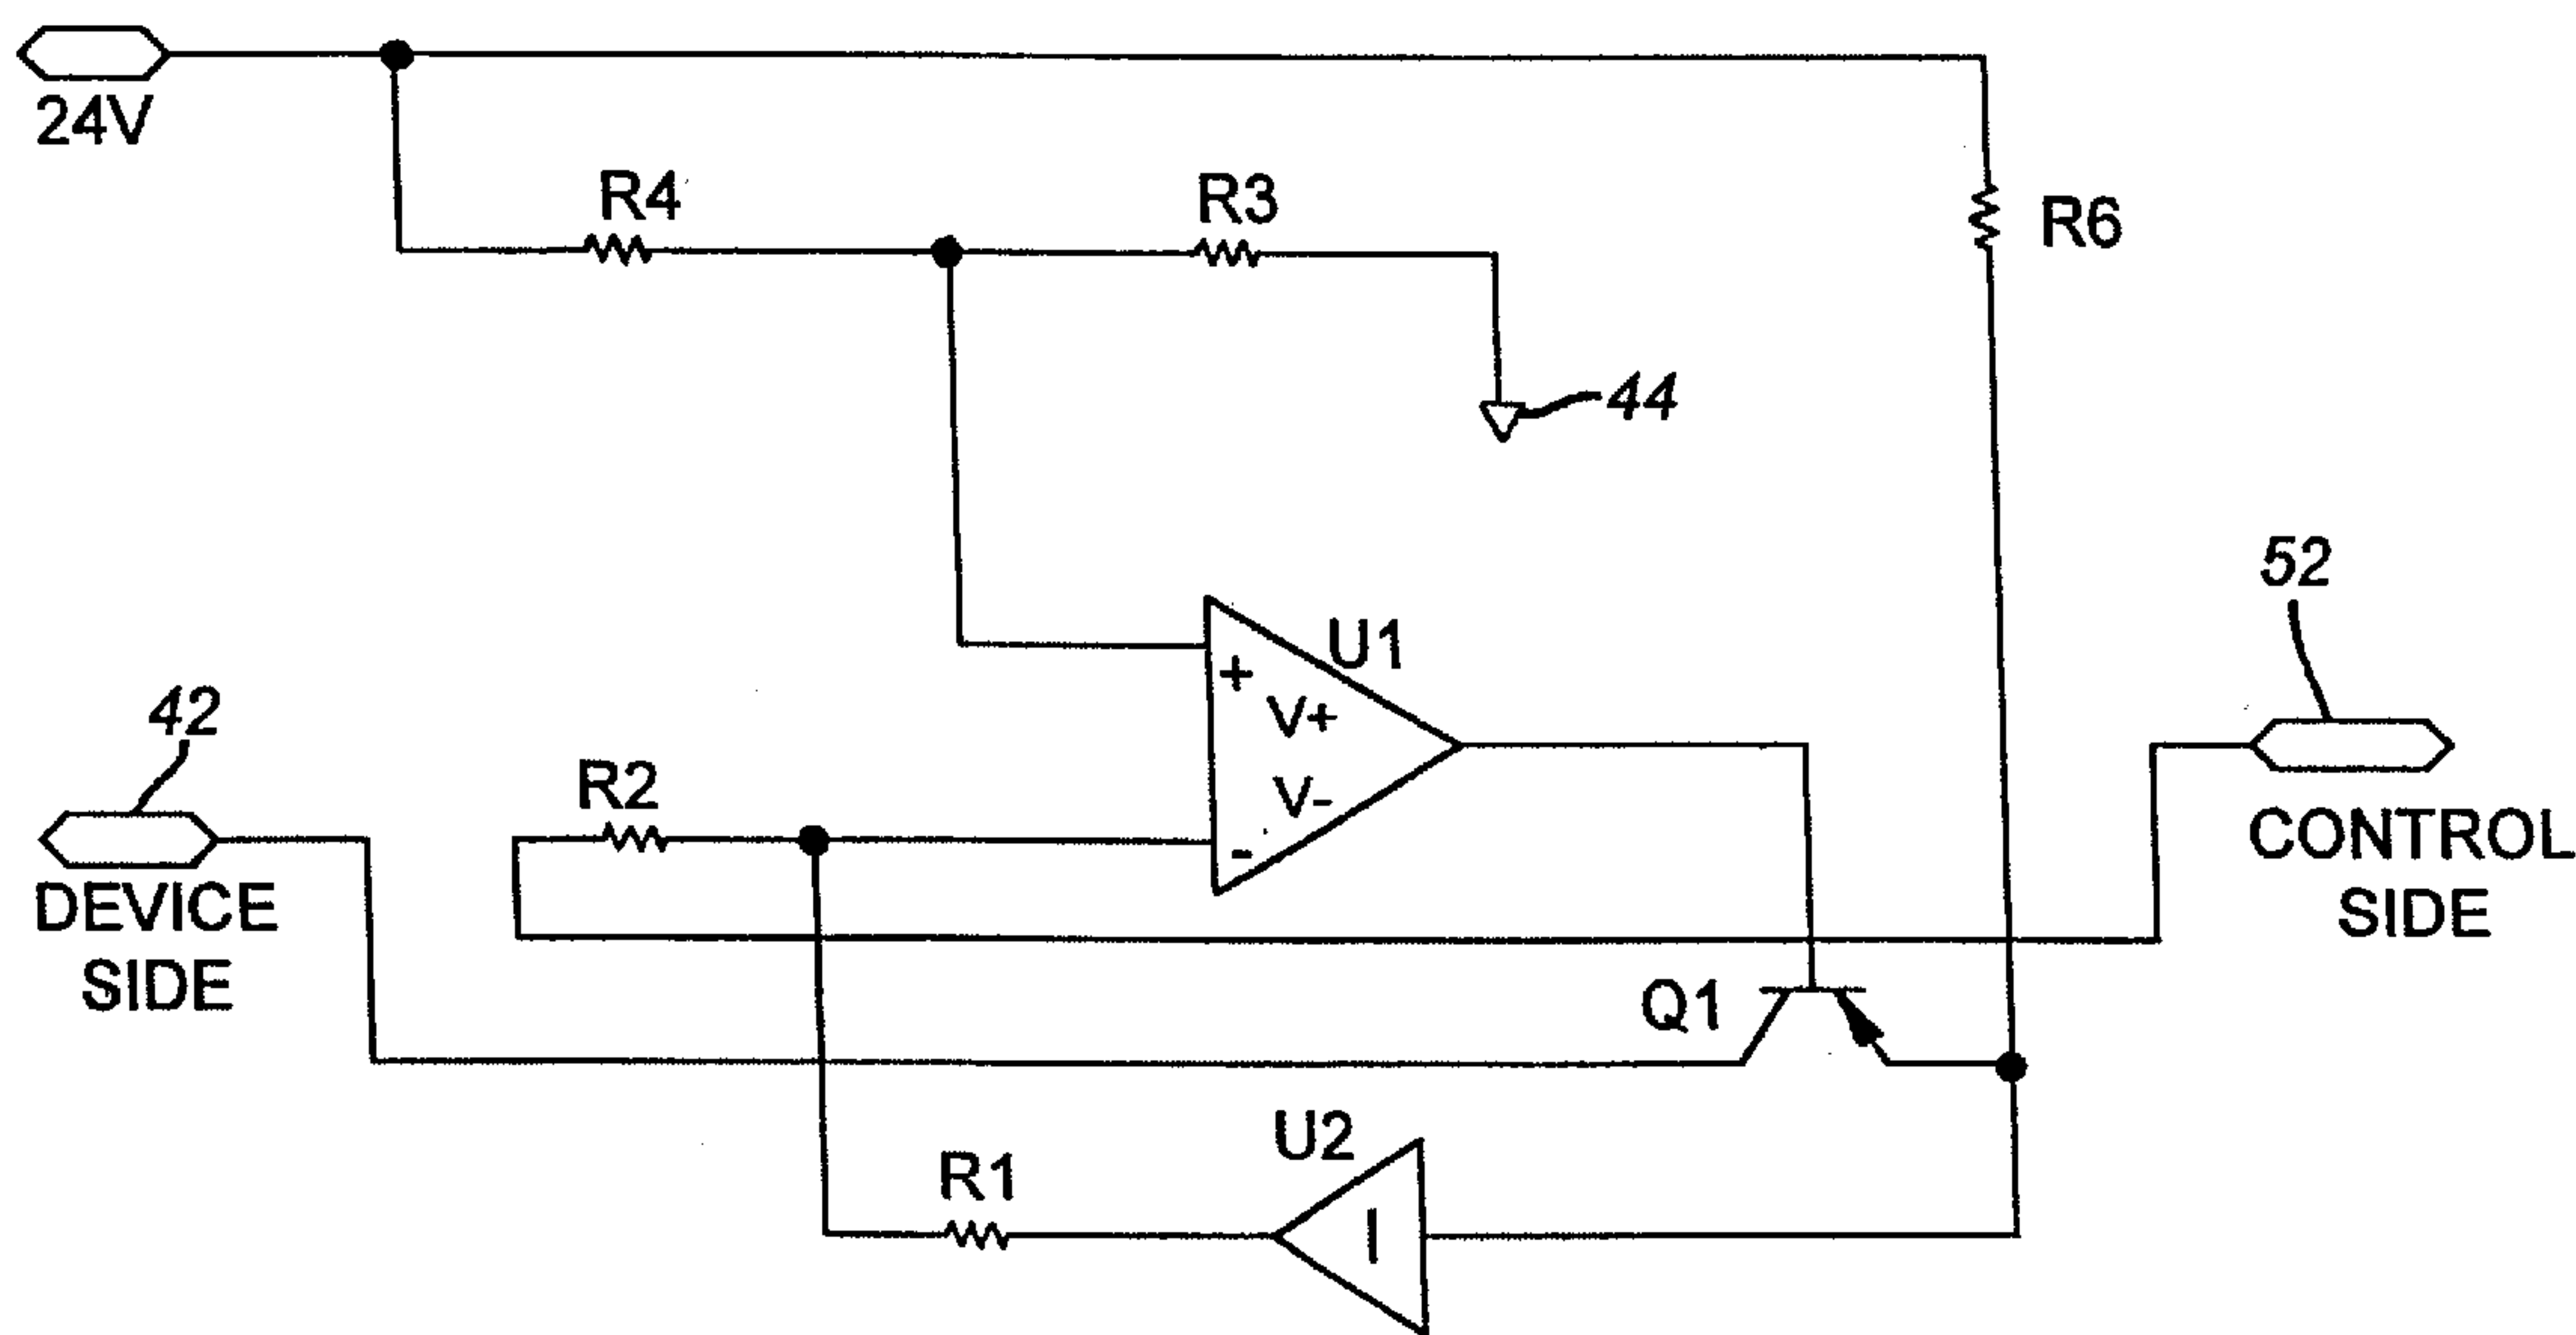 24V
R4
R3
R6
44
U1
+
V+
V-
-
52
42
R2
DEVICE
SIDE
CONTROL
SIDE
Q1
U2
I
R1